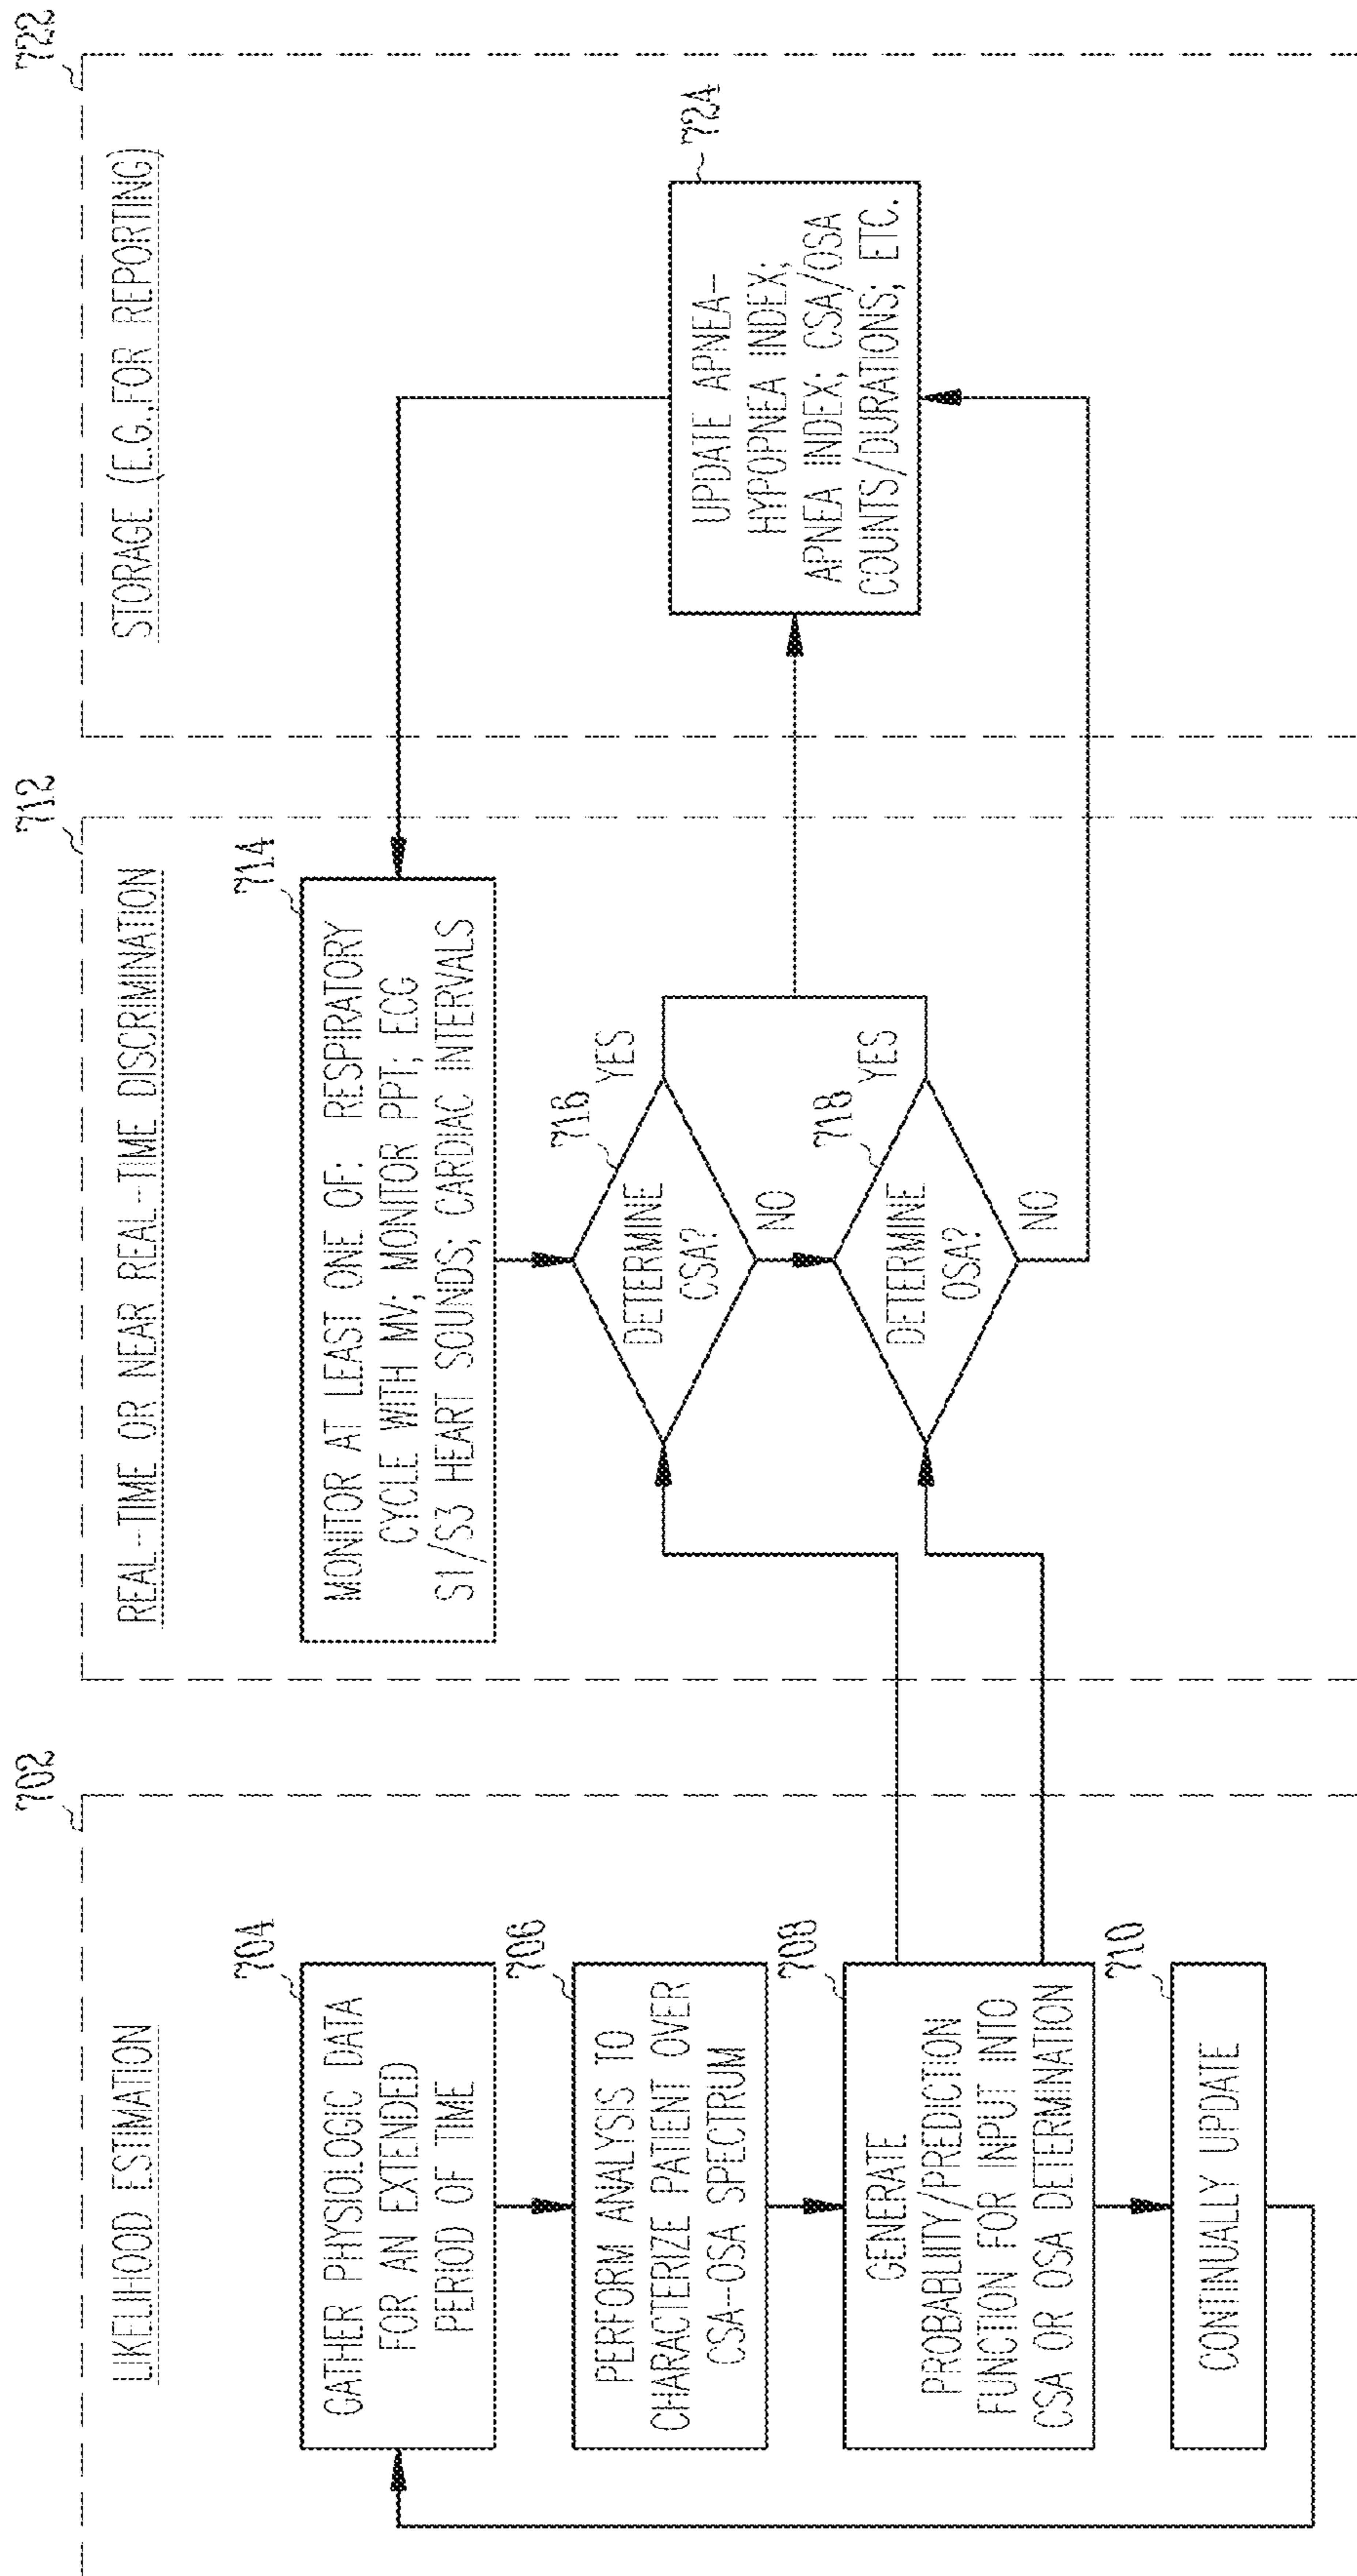 702
LIKELIHOOD ESTIMATION
704
GATHER PHYSIOLOGIC DATA
FOR AN EXTENDED
PERIOD OF TIME
706
PERFORM ANALYSIS TO
CHARACTERIZE PATIENT OVER
CSA--OSA SPECTRUM
708
GENERATE
PROBABLIITY/PREDICTION
FUNCTION FOR INPUT INTO
CSA OR OSA DETERMINATION
710
CONTINUALLY UPDATE
712
REAL--TIME OR NEAR REAL--TIME DISCRIMINATION
714
MONITOR AT LEAST ONE OF: RESPIRATORY
CYCLE WITH MV; MONITOR PPT; ECG
S1/S3 HEART SOUNDS; CARDIAC INTERVALS
716
DETERMINE
CSA?
YES
NO
718
DETERMINE
OSA?
YES
NO
722
STORAGE (E.G.,FOR REPORTING)
724
UPDATE APNEA--
HYPOPNEA INDEX;
APNEA INDEX; CSA/OSA
COUNTS/DURATIONS; ETC.